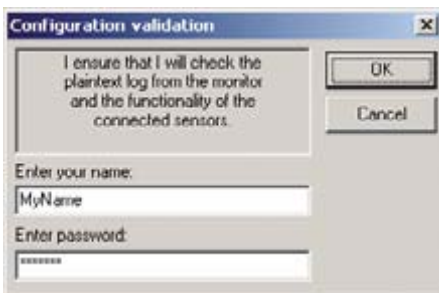 Configuration validation
I ensure that I will check the
plaintext log from the monitor
and the functionality of the
connected sensors.
OK
Cancel
Enter your name:
MyName
Enter password:
*******